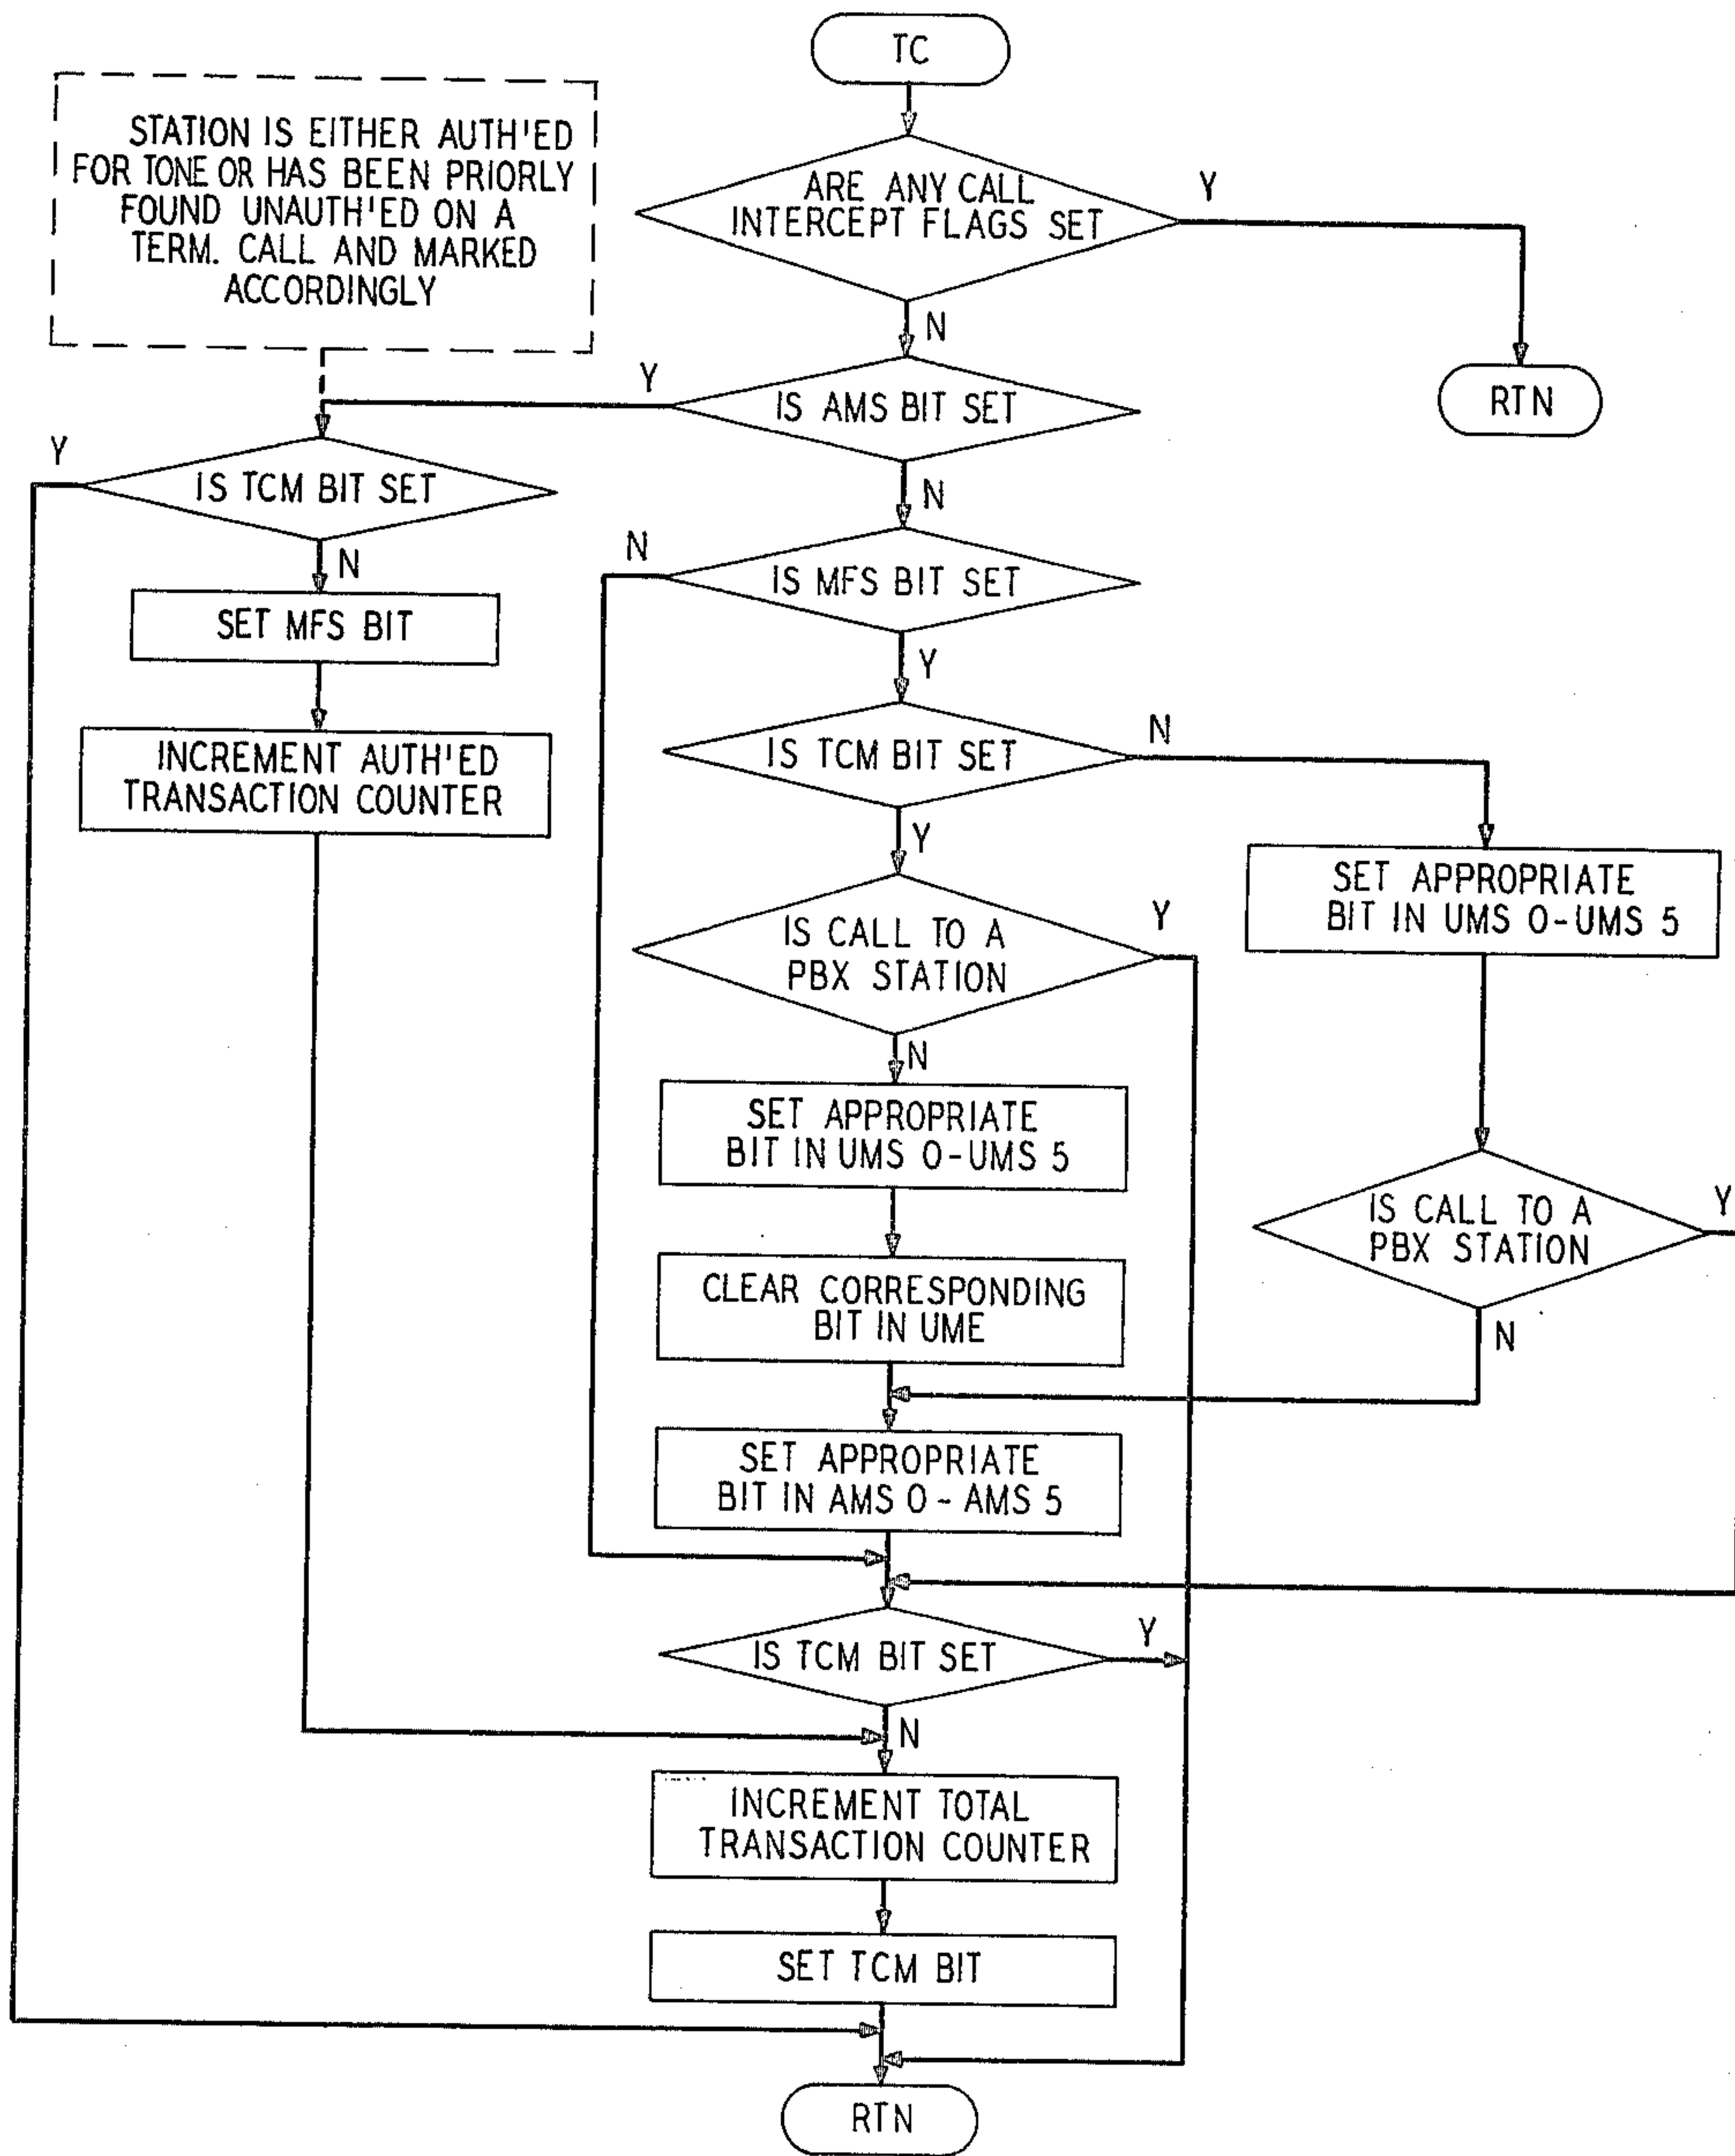 TC
STATION IS EITHER AUTH'ED
FOR TONE OR HAS BEEN PRIORLY
FOUND UNAUTH'ED ON A
TERM. CALL AND MARKED
ACCORDINGLY
ARE ANY CALL
INTERCEPT FLAGS SET
Y
N
RTN
IS AMS BIT SET
Y
N
IS TCM BIT SET
Y
N
SET MFS BIT
INCREMENT AUTH'ED
TRANSACTION COUNTER
IS MFS BIT SET
N
Y
IS TCM BIT SET
N
Y
SET APPROPRIATE
BIT IN UMS 0-UMS 5
IS CALL TO A
PBX STATION
Y
N
IS CALL TO A
PBX STATION
Y
N
SET APPROPRIATE
BIT IN UMS 0-UMS 5
CLEAR CORRESPONDING
BIT IN UME
SET APPROPRIATE
BIT IN AMS 0 - AMS 5
IS TCM BIT SET
Y
N
INCREMENT TOTAL
TRANSACTION COUNTER
SET TCM BIT
RTN